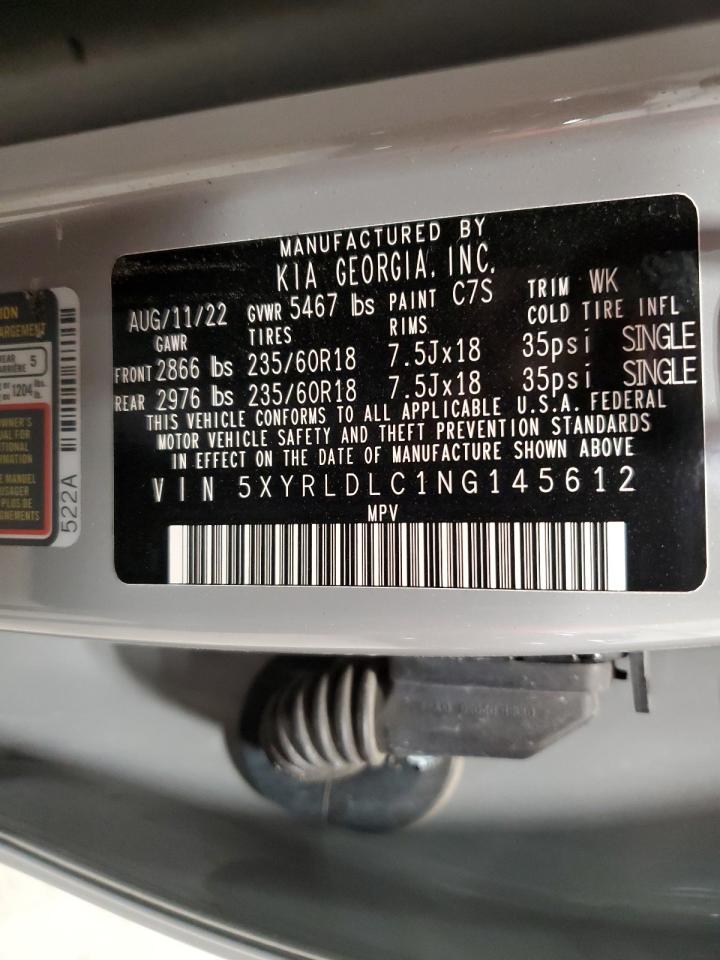 MANUFACTURED BY
KIA GEORGIA, INC.
AUG/11/22 GVWR 5467 lbs PAINT C7S TRIM WK
GAWR TIRES RIMS COLD TIRE INFL
FRONT 2866 lbs 235/60R18 7.5Jx18 35psi SINGLE
REAR 2976 lbs 235/60R18 7.5Jx18 35psi SINGLE
THIS VEHICLE CONFORMS TO ALL APPLICABLE U.S.A. FEDERAL
MOTOR VEHICLE SAFETY AND THEFT PREVENTION STANDARDS
IN EFFECT ON THE DATE OF MANUFACTURE SHOWN ABOVE
VIN 5XYRLDLC1NG145612
MPV
5
1204 lbs.
522A